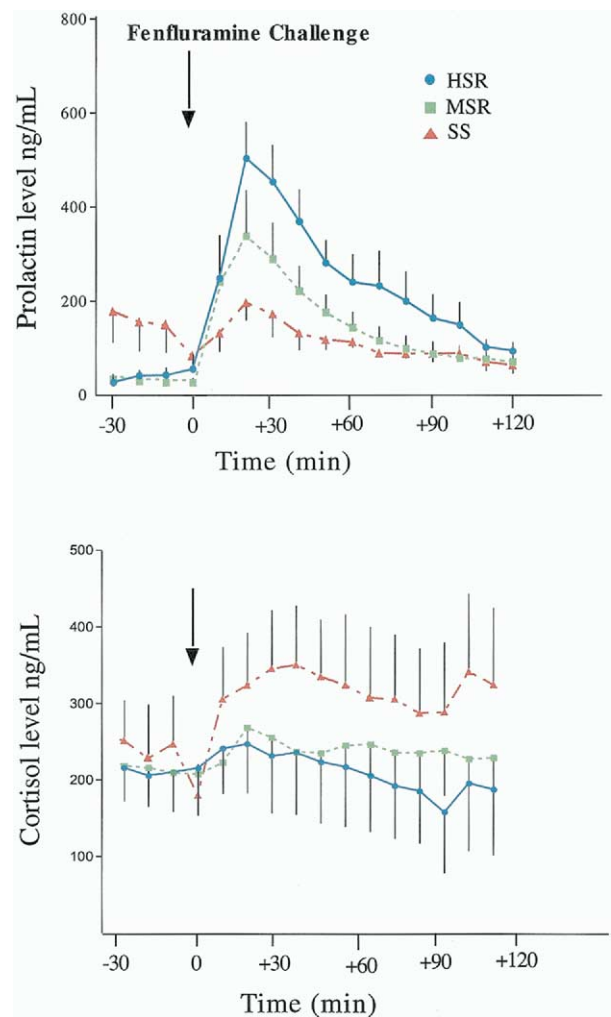 800
Fenfluramine Challenge
HSR
MSR
SS
600
400
200
0
Prolactin level ng/mL
-30
0
+30
+60
+90
+120
Time (min)
500
400
300
200
100
Cortisol level ng/mL
-30
0
+30
+60
+90
+120
Time (min)